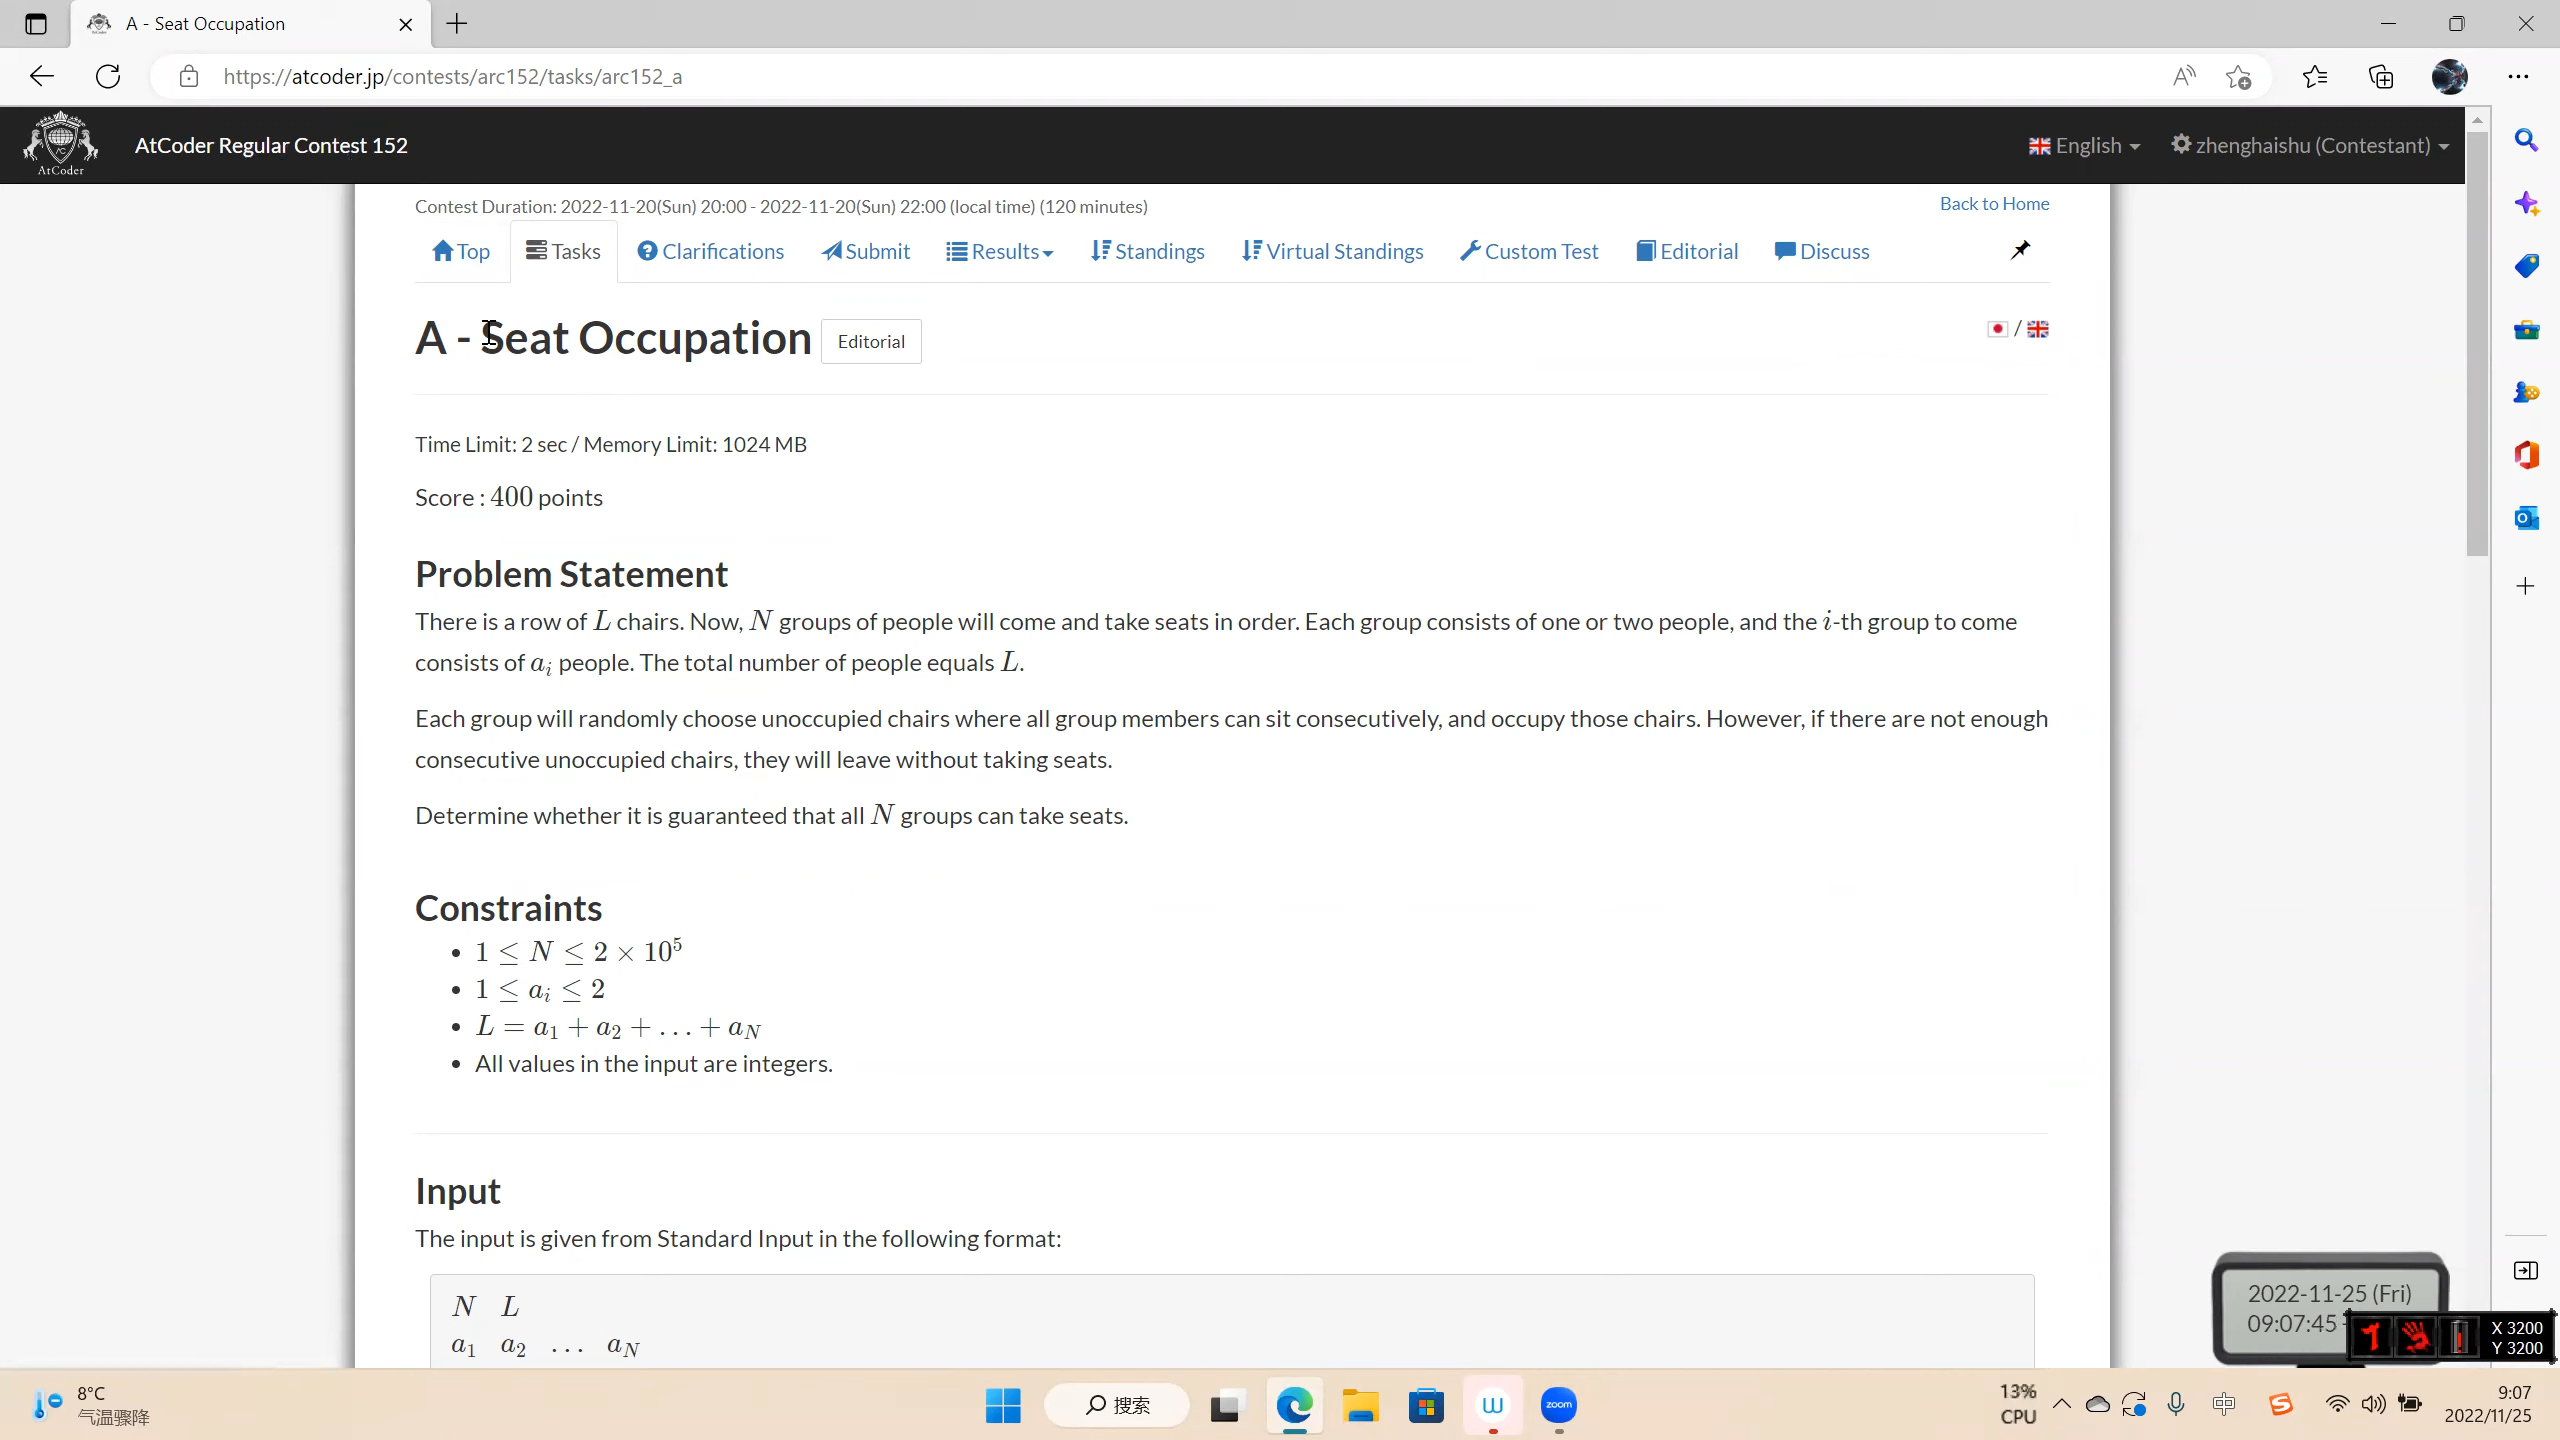 A - Seat Occupation
https://atcoder.jp/contests/arc152/tasks/arc152_a
AtCoder
AtCoder Regular Contest 152
English
zhenghaishu (Contestant)
Contest Duration: 2022-11-20(Sun) 20:00 - 2022-11-20(Sun) 22:00 (local time) (120 minutes)
Back to Home
Top
Tasks
Clarifications
Submit
Results
Standings
Virtual Standings
Custom Test
Editorial
Discuss
A - Seat Occupation
Editorial
/
Time Limit: 2 sec / Memory Limit: 1024 MB
Score : 400 points
Problem Statement
There is a row of L chairs. Now, N groups of people will come and take seats in order. Each group consists of one or two people, and the i-th group to come
consists of a_i people. The total number of people equals L.
Each group will randomly choose unoccupied chairs where all group members can sit consecutively, and occupy those chairs. However, if there are not enough
consecutive unoccupied chairs, they will leave without taking seats.
Determine whether it is guaranteed that all N groups can take seats.
Constraints
• 1 ≤ N ≤ 2 × 10^5
• 1 ≤ a_i ≤ 2
• L = a_1 + a_2 + … + a_N
• All values in the input are integers.
Input
The input is given from Standard Input in the following format:
N L
a_1 a_2 … a_N
2022-11-25 (Fri)
09:07:45
X 3200
Y 3200
8°C
气温骤降
搜索
zoom
13%
CPU
中
9:07
2022/11/25